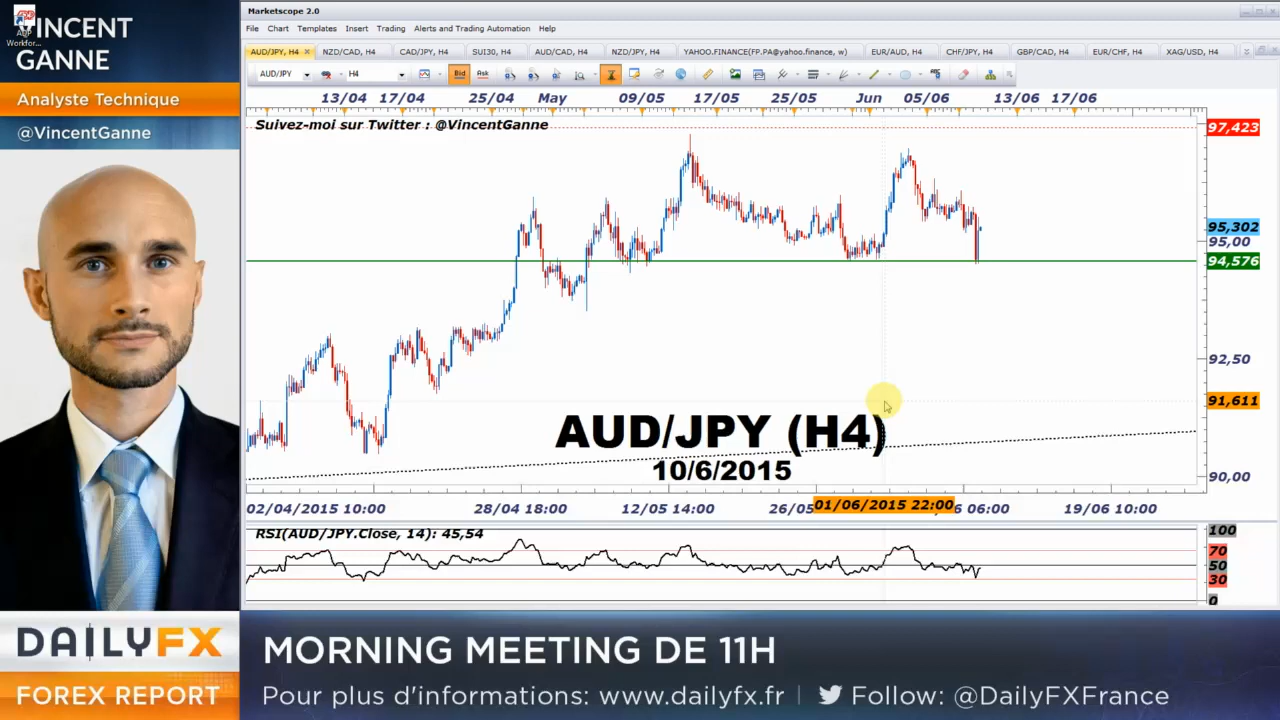 VINCENT
GANNE
Workfor...
Analyste Technique
@VincentGanne
Marketscope 2.0
File Chart Templates Insert Trading Alerts and Trading Automation Help
AUD/JPY, H4 NZD/CAD, H4 CAD/JPY, H4 SUI30, H4 AUD/CAD, H4 NZD/JPY, H4 YAHOO.FINANCE(FP.PA@yahoo.finance, w) EUR/AUD, H4 CHF/JPY, H4 GBP/CAD, H4 EUR/CHF, H4 XAG/USD, H4
AUD/JPY H4 Bid Ask
13/04 17/04 25/04 May 09/05 17/05 25/05 Jun 05/06 13/06 17/06
Suivez-moi sur Twitter : @VincentGanne
97,423
95,302
95,00
94,576
92,50
91,611
90,00
AUD/JPY (H4)
10/6/2015
02/04/2015 10:00 28/04 18:00 12/05 14:00 26/05 01/06/2015 22:00 6 06:00 19/06 10:00
RSI(AUD/JPY.Close, 14): 45,54
100
70
50
30
0
DAILYFX
FOREX REPORT
MORNING MEETING DE 11H
Pour plus d'informations: www.dailyfx.fr | Follow: @DailyFXFrance